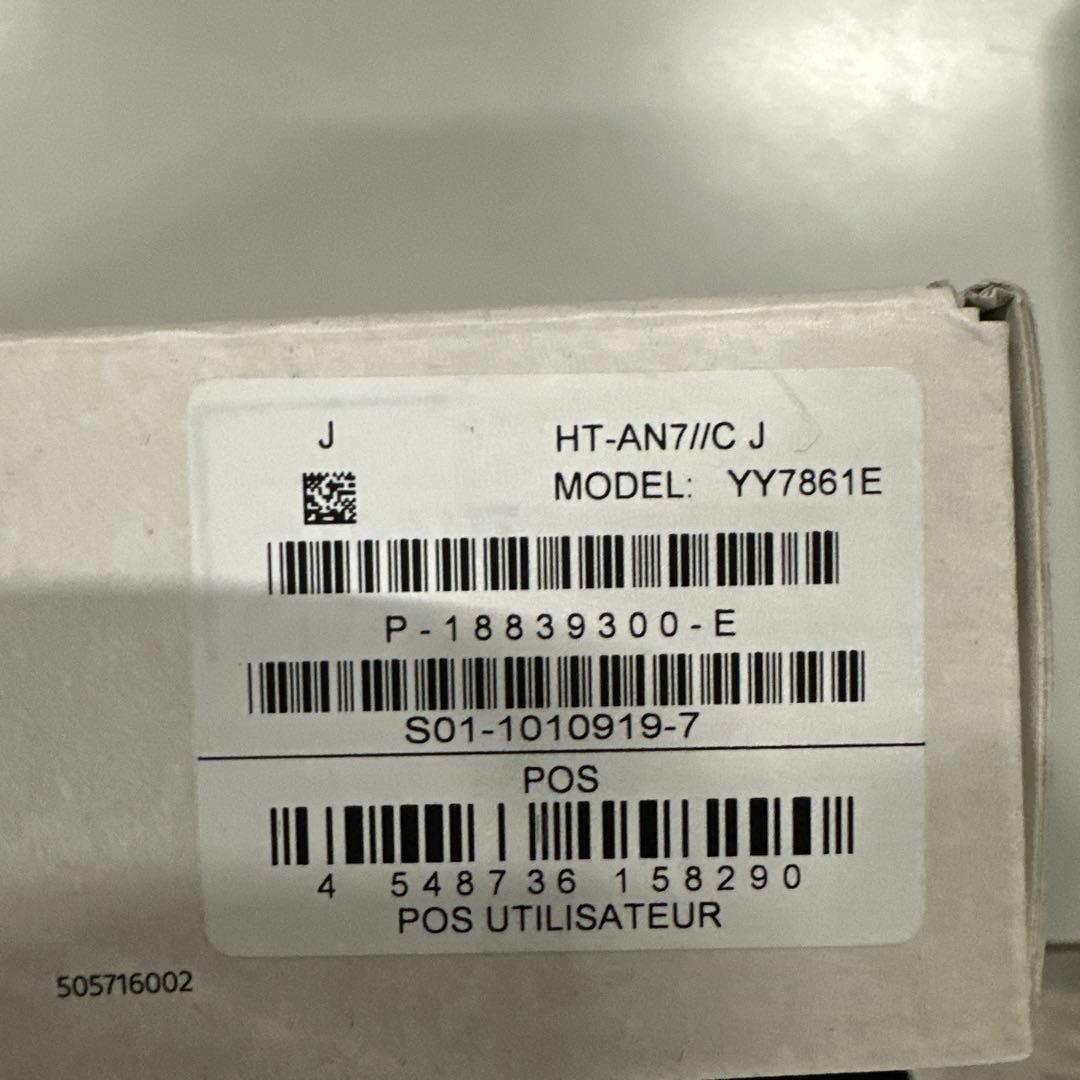 J
HT-AN7//C J
MODEL: YY7861E
P-18839300-E
S01-1010919-7
POS
4 548736 158290
POS UTILISATEUR
505716002